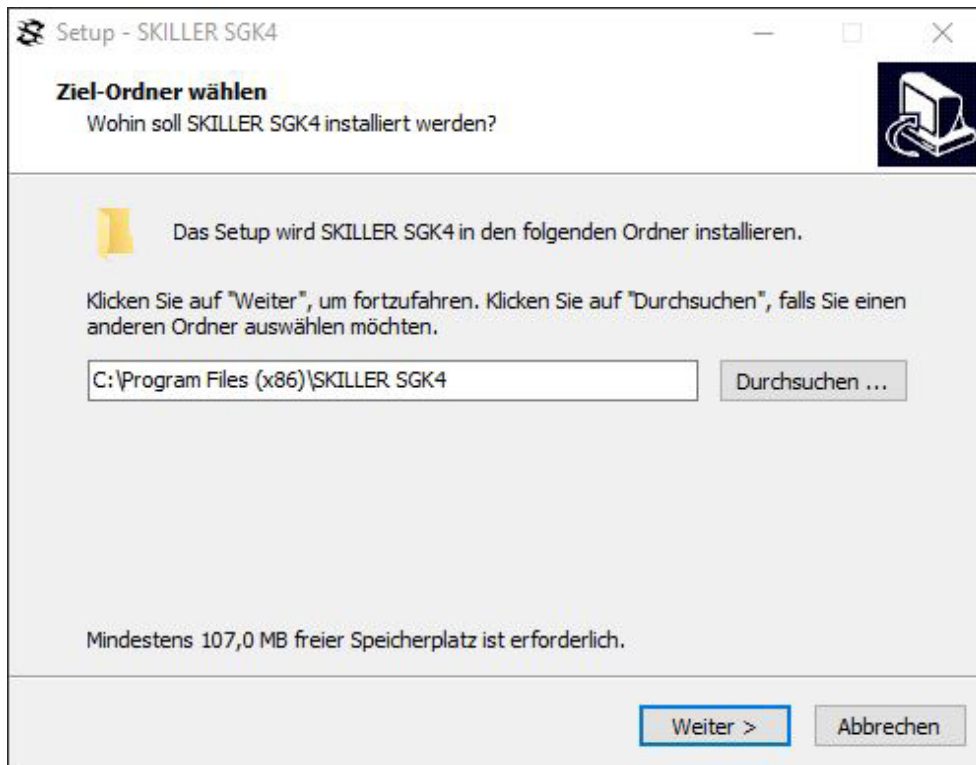 Setup - SKILLER SGK4
Ziel-Ordner wählen
Wohin soll SKILLER SGK4 installiert werden?
Das Setup wird SKILLER SGK4 in den folgenden Ordner installieren.
Klicken Sie auf "Weiter", um fortzufahren. Klicken Sie auf "Durchsuchen", falls Sie einen
anderen Ordner auswählen möchten.
C:\Program Files (x86)\SKILLER SGK4
Durchsuchen ...
Mindestens 107,0 MB freier Speicherplatz ist erforderlich.
Weiter >
Abbrechen